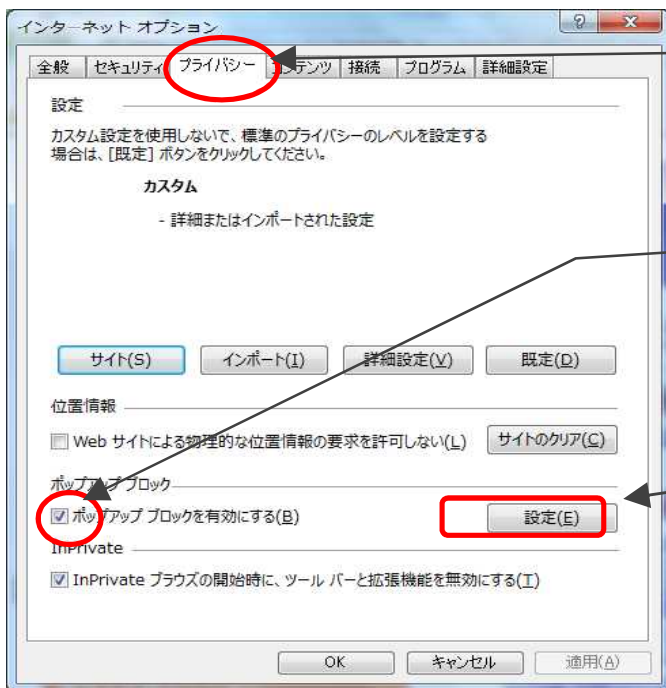 インターネット オプション
全般 セキュリティ プライバシー コンテンツ 接続 プログラム 詳細設定
設定
カスタム設定を使用しないで、標準のプライバシーのレベルを設定する
場合は、[既定] ボタンをクリックしてください。
カスタム
- 詳細またはインポートされた設定
サイト(S) インポート(I) 詳細設定(V) 既定(D)
位置情報
Web サイトによる物理的な位置情報の要求を許可しない(L) サイトのクリア(C)
ポップアップ ブロック
ポップアップ ブロックを有効にする(B) 設定(E)
InPrivate
InPrivate ブラウズの開始時に、ツール バーと拡張機能を無効にする(T)
OK キャンセル 適用(A)